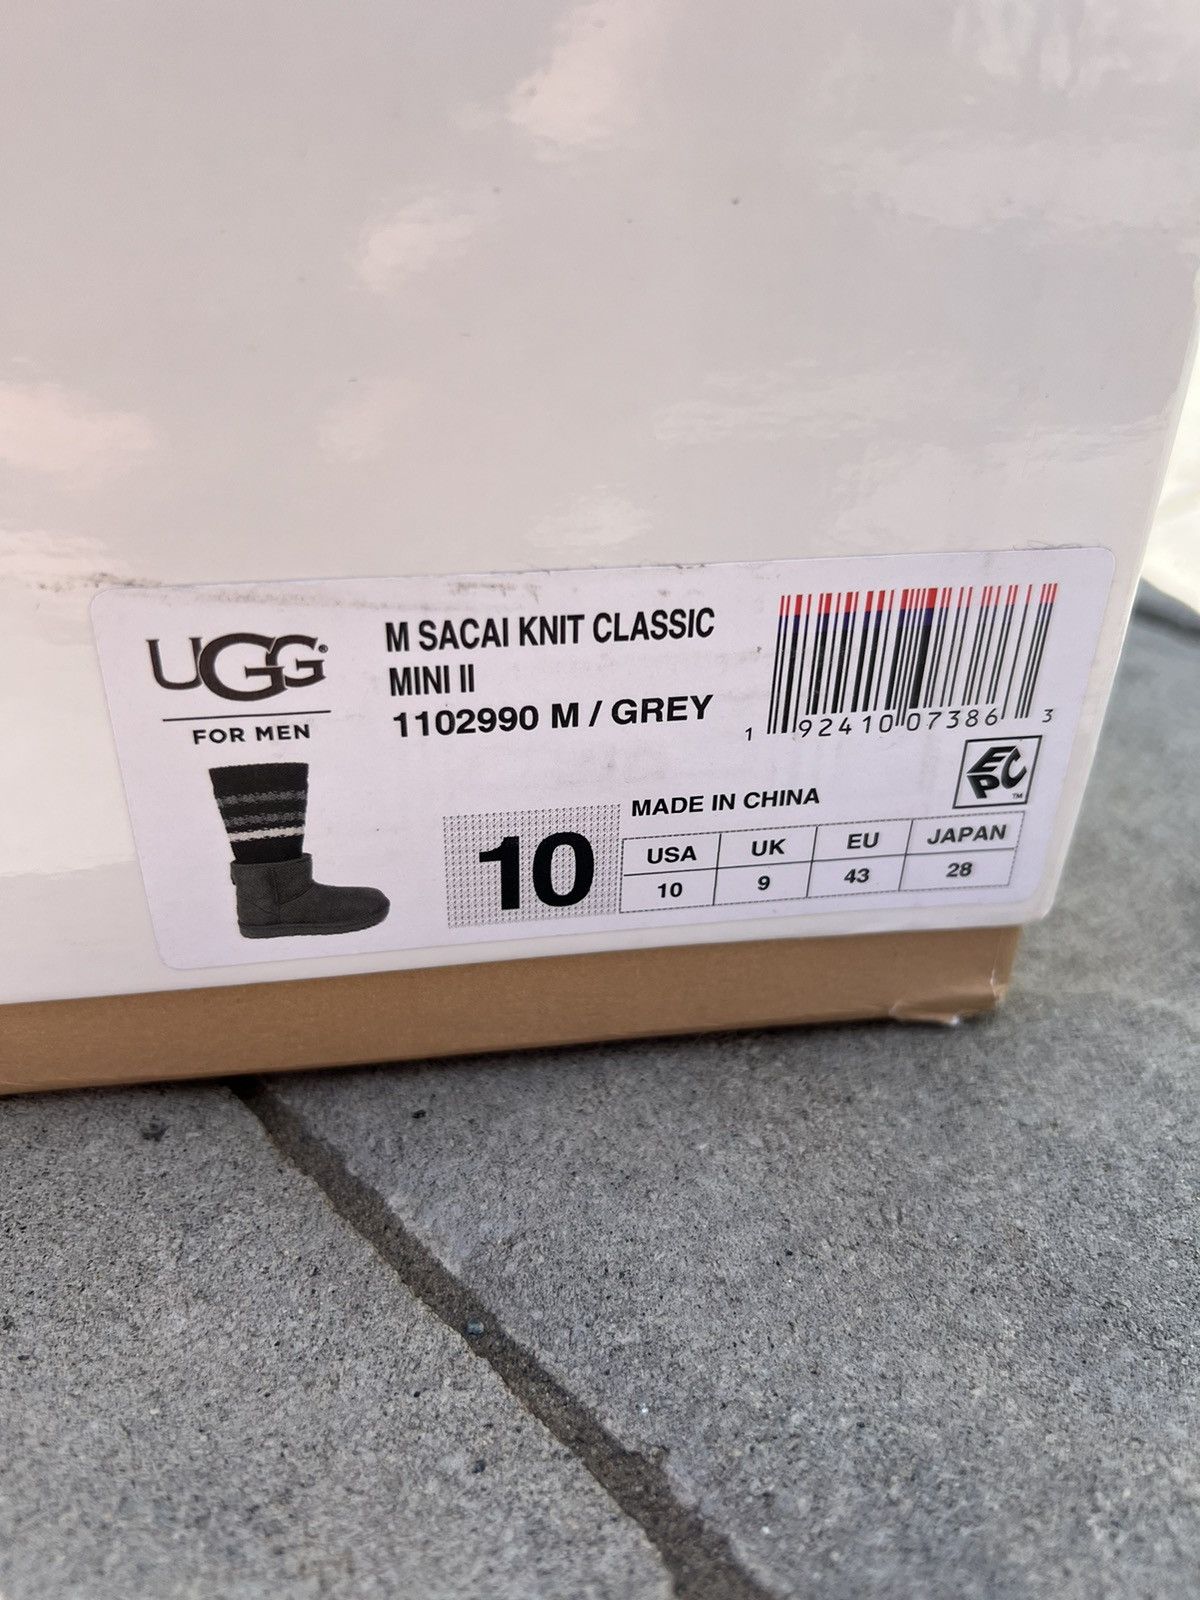 UGG®
FOR MEN
M SACAI KNIT CLASSIC
MINI II
1102990 M / GREY
1 92410 07386 3
EPC™
MADE IN CHINA
10
USA UK EU JAPAN
10 9 43 28